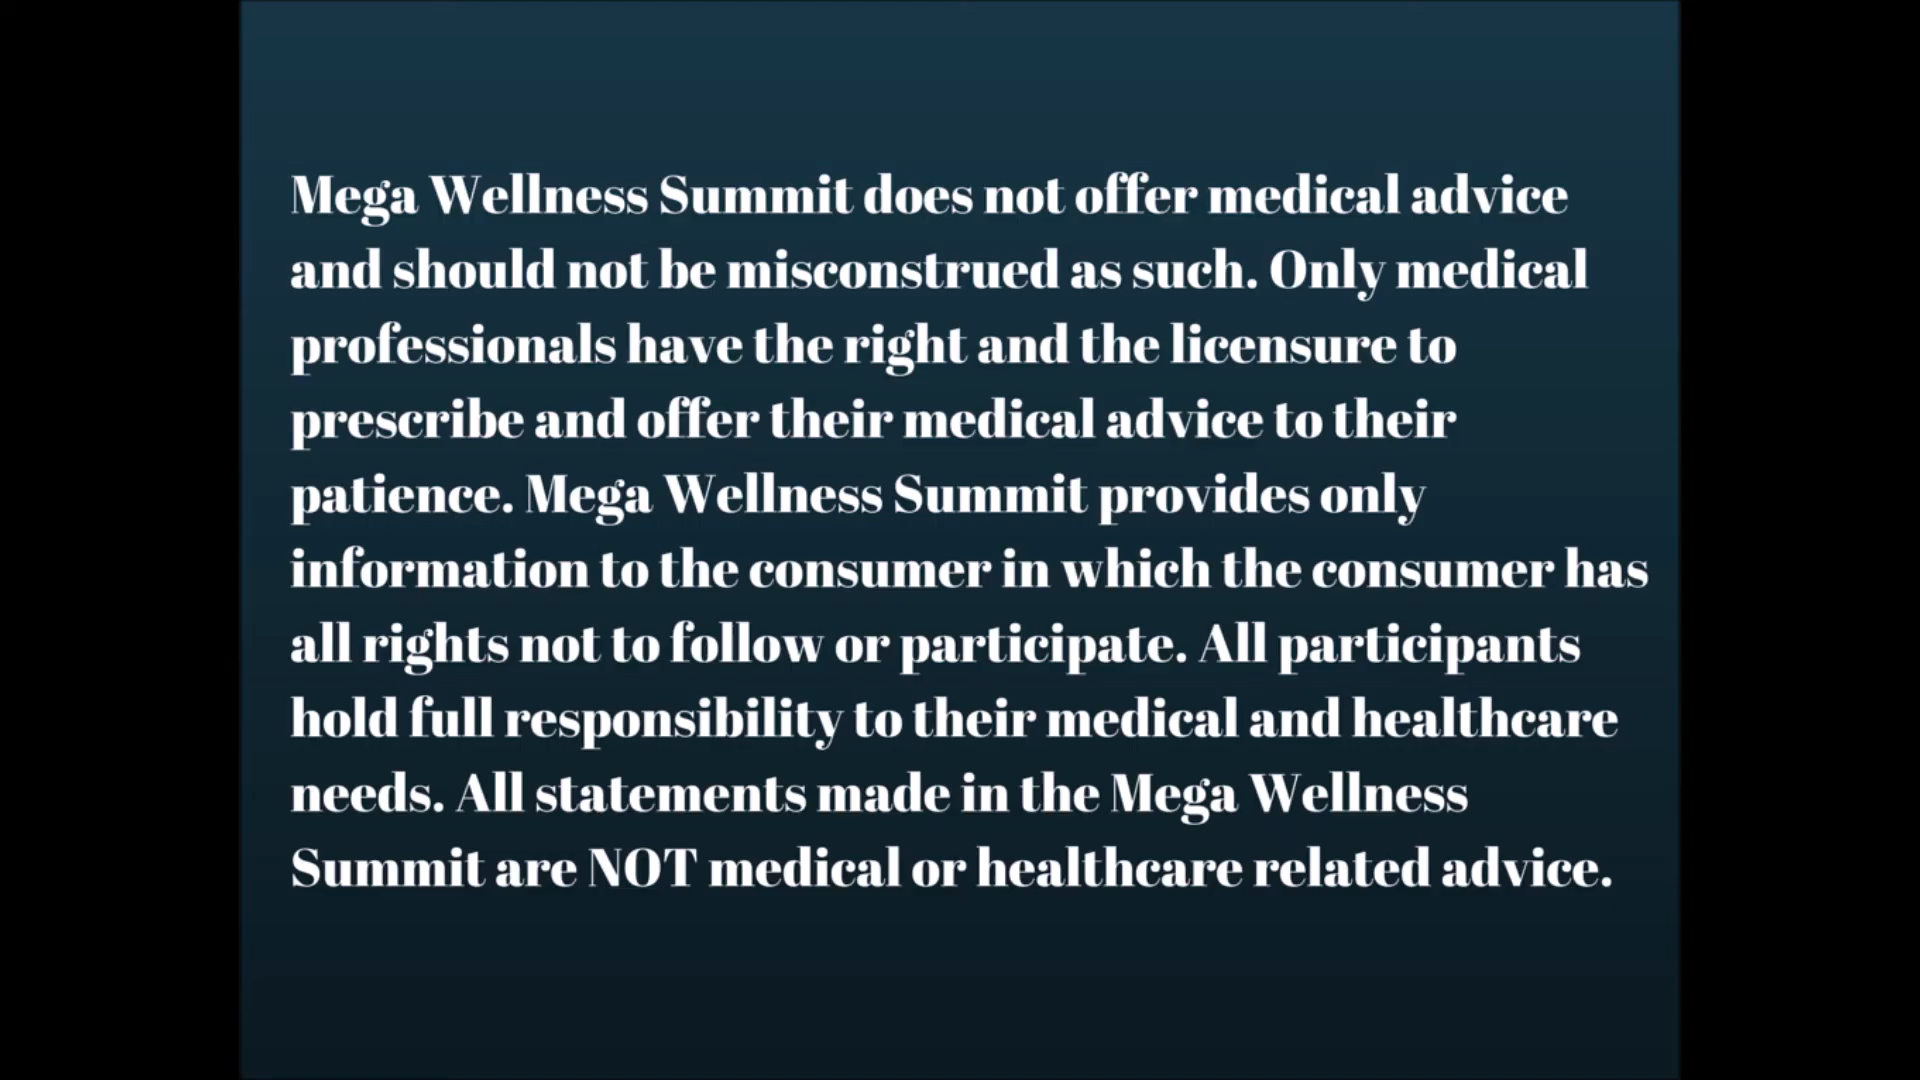 Mega Wellness Summit does not offer medical advice
and should not be misconstrued as such. Only medical
professionals have the right and the licensure to
prescribe and offer their medical advice to their
patience. Mega Wellness Summit provides only
information to the consumer in which the consumer has
all rights not to follow or participate. All participants
hold full responsibility to their medical and healthcare
needs. All statements made in the Mega Wellness
Summit are NOT medical or healthcare related advice.